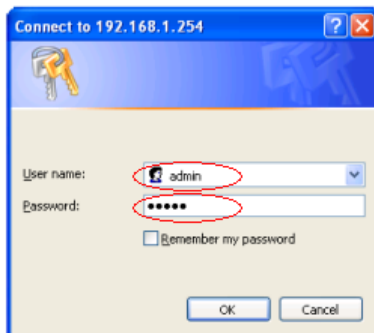 Connect to 192.168.1.254
User name: admin
Password: •••••
Remember my password
OK Cancel